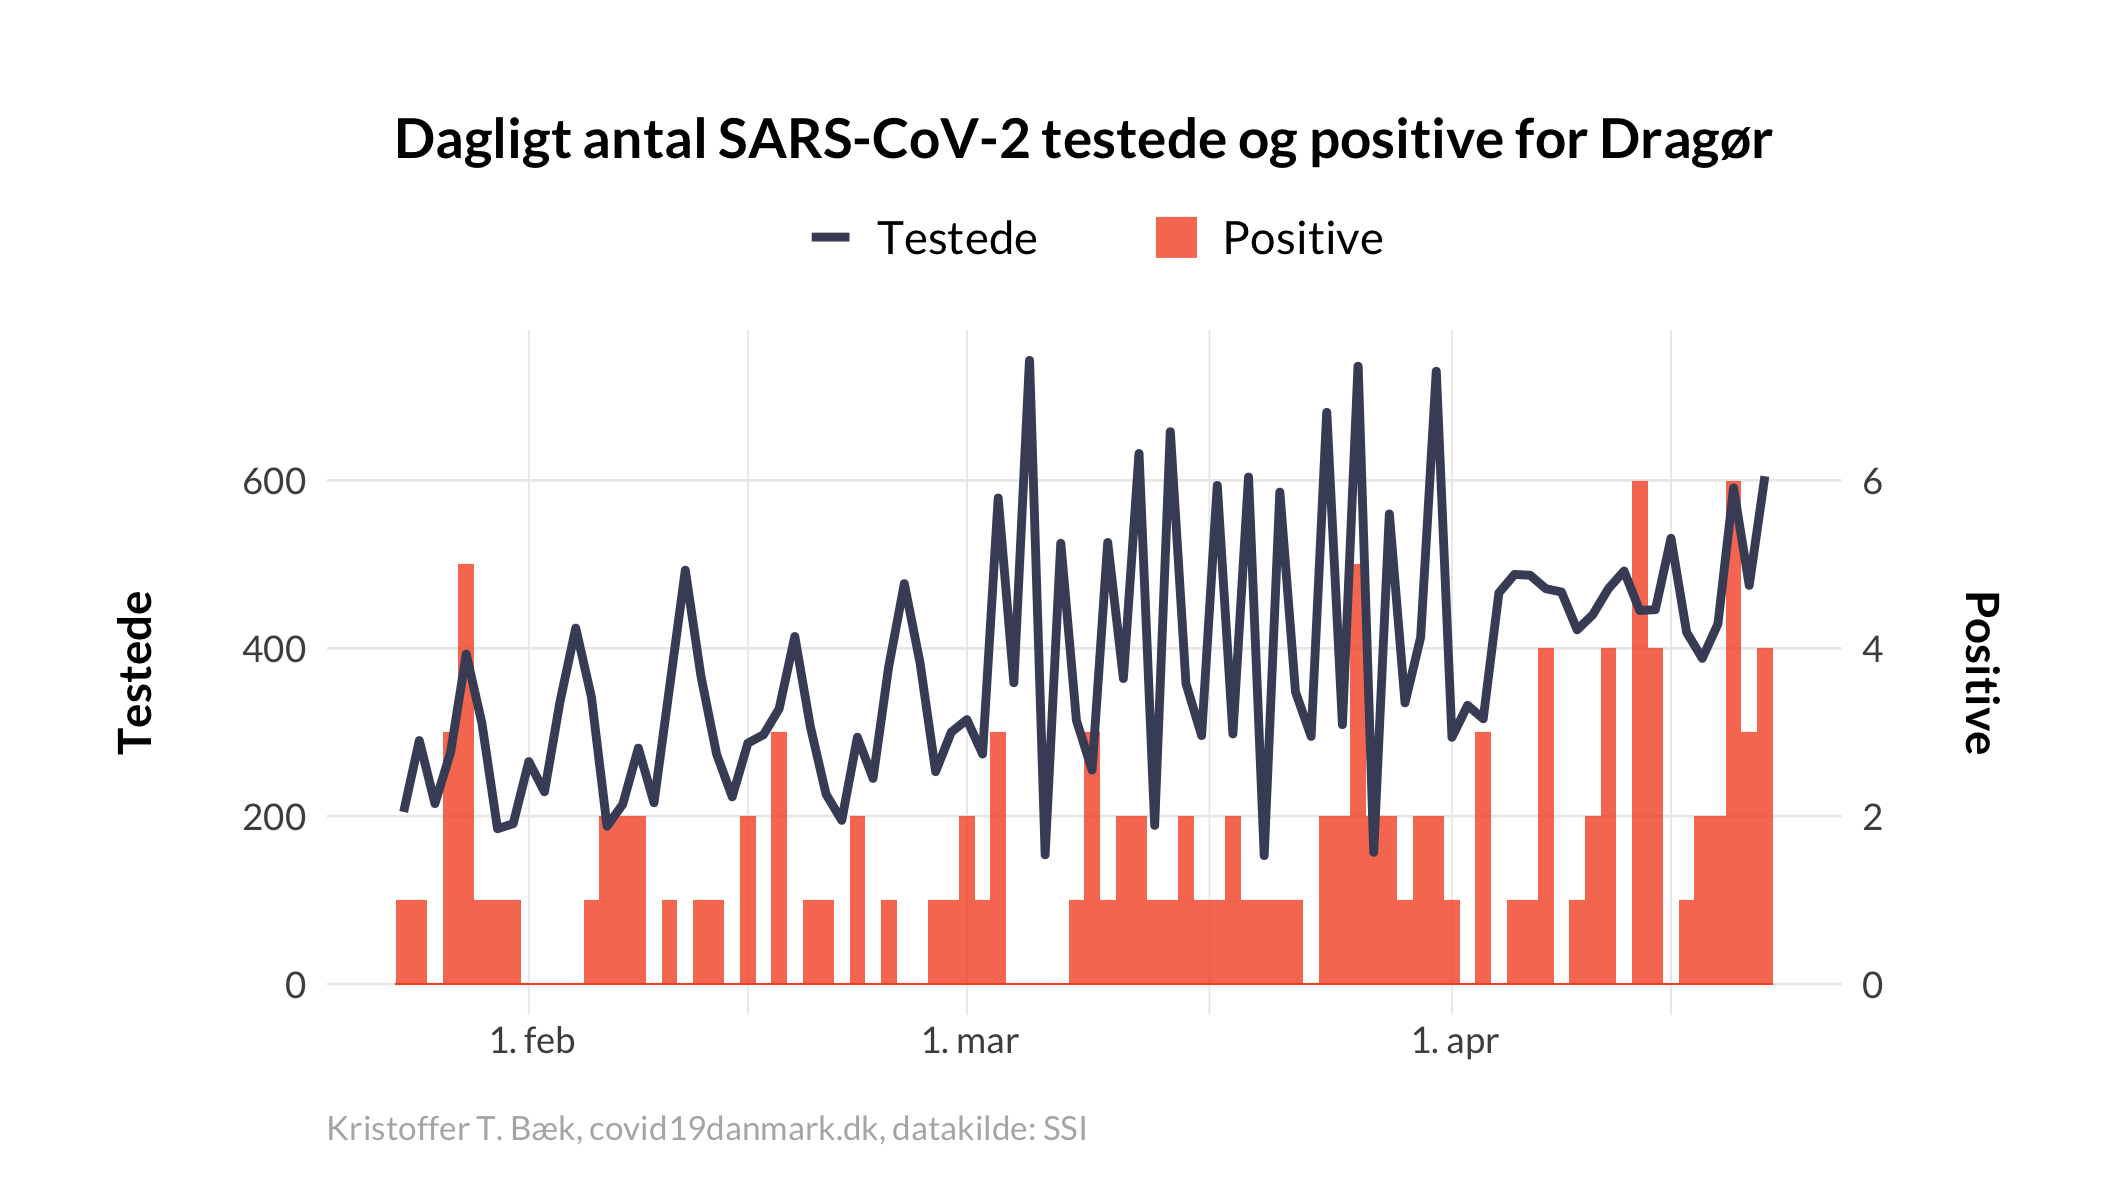 Dagligt antal SARS-CoV-2 testede og positive for Dragør
Testede
Positive
Testede
600
400
200
0
6
4
2
0
Positive
1. feb
1. mar
1. apr
Kristoffer T. Bæk, covid19danmark.dk, datakilde: SSI